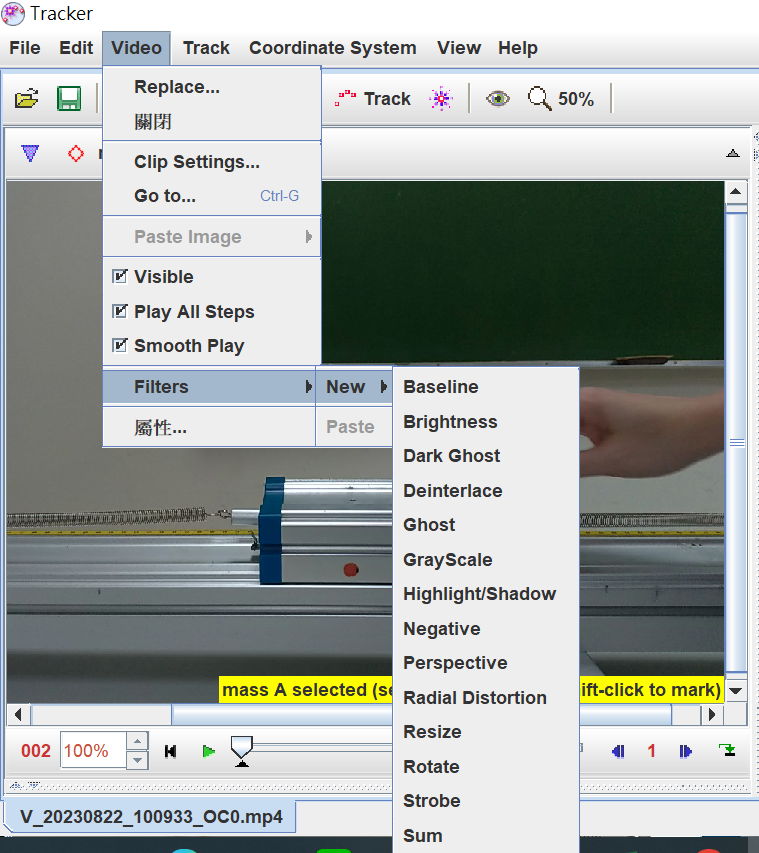 Tracker
File Edit Video Track Coordinate System View Help
Replace...
關閉
Track 50%
Clip Settings...
Go to... Ctrl-G
Paste Image
Visible
Play All Steps
Smooth Play
Filters
屬性...
New
Paste
Baseline
Brightness
Dark Ghost
Deinterlace
Ghost
GrayScale
Highlight/Shadow
Negative
Perspective
Radial Distortion
Resize
Rotate
Strobe
Sum
mass A selected (se ift-click to mark)
002 100% 1
V_20230822_100933_OC0.mp4